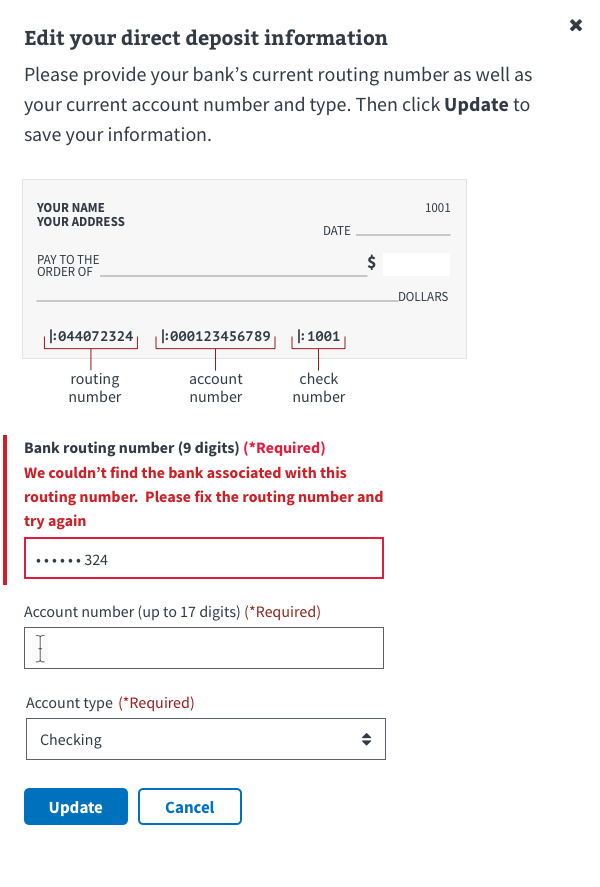 Edit your direct deposit information
Please provide your bank’s current routing number as well as
your current account number and type. Then click Update to
save your information.
YOUR NAME
YOUR ADDRESS
1001
DATE
PAY TO THE
ORDER OF
$
DOLLARS
|:044072324
|:000123456789
|:1001
routing
number
account
number
check
number
Bank routing number (9 digits) (*Required)
We couldn’t find the bank associated with this
routing number.  Please fix the routing number and
try again
••••••324
Account number (up to 17 digits) (*Required)
Account type (*Required)
Checking
Update
Cancel